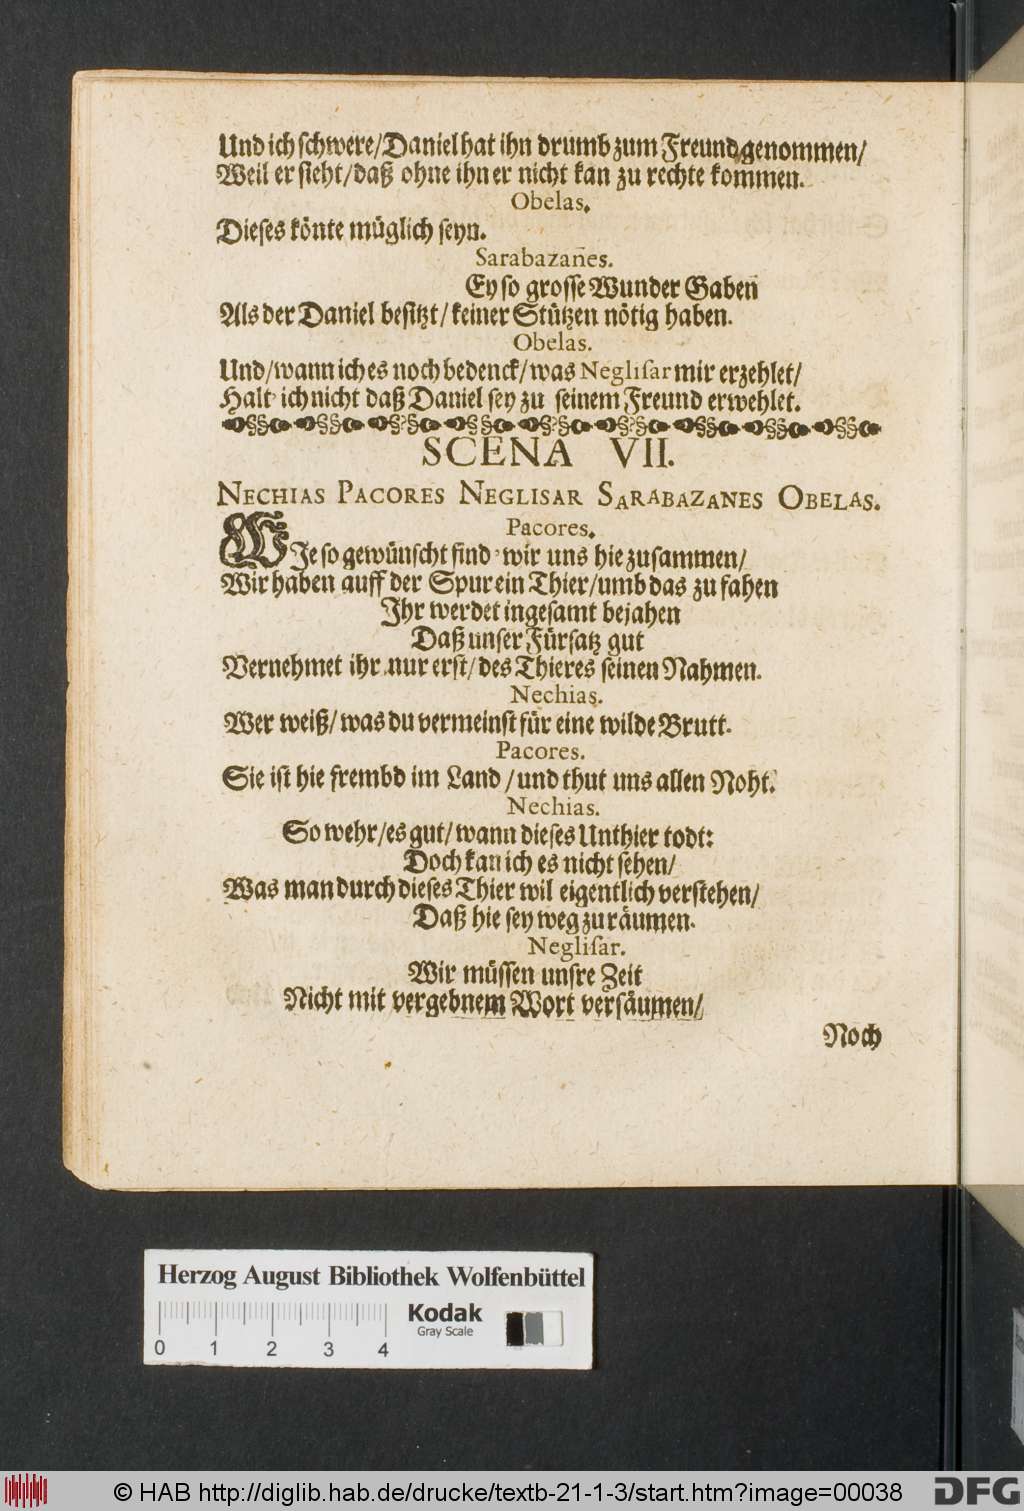 Und ich schwere/Daniel hat ihn drumb zum Freund genommen/
Weil er sieht/daß ohne ihn er nicht kan zu rechte kommen.
Obelas.
Dieses könte müglich seyn.
Sarabazanes.
Ey so grosse Wunder Gaben
Als der Daniel besitzt/keiner Stützen nötig haben.
Obelas.
Und/wann ich es noch bedenck/was Neglisar mir erzehlet/
Halt ich nicht daß Daniel sey zu seinem Freund erwehlet.
SCENA VII.
NECHIAS PACORES NEGLISAR SARABAZANES OBELAS.
Pacores.
WIe so gewünscht sind wir uns hie zusammen/
Wir haben auff der Spur ein Thier/umb das zu fahen
Ihr werdet ingesamt bejahen
Daß unser Fürsatz gut
Vernehmet ihr nur erst/des Thieres seinen Nahmen.
Nechias.
Wer weiß/was du vermeinst für eine wilde Brutt.
Pacores.
Sie ist hie frembd im Land/und thut uns allen Noht.
Nechias.
So wehr/es gut/wann dieses Unthier todt:
Doch kan ich es nicht sehen/
Was man durch dieses Thier wil eigentlich verstehen/
Daß hie sey weg zu räumen.
Neglisar.
Wir müssen unsre Zeit
Nicht mit vergebnem Wort versäumen/
Noch
Herzog August Bibliothek Wolfenbüttel
Kodak
Gray Scale
0 1 2 3 4
© HAB http://diglib.hab.de/drucke/textb-21-1-3/start.htm?image=00038
DFG